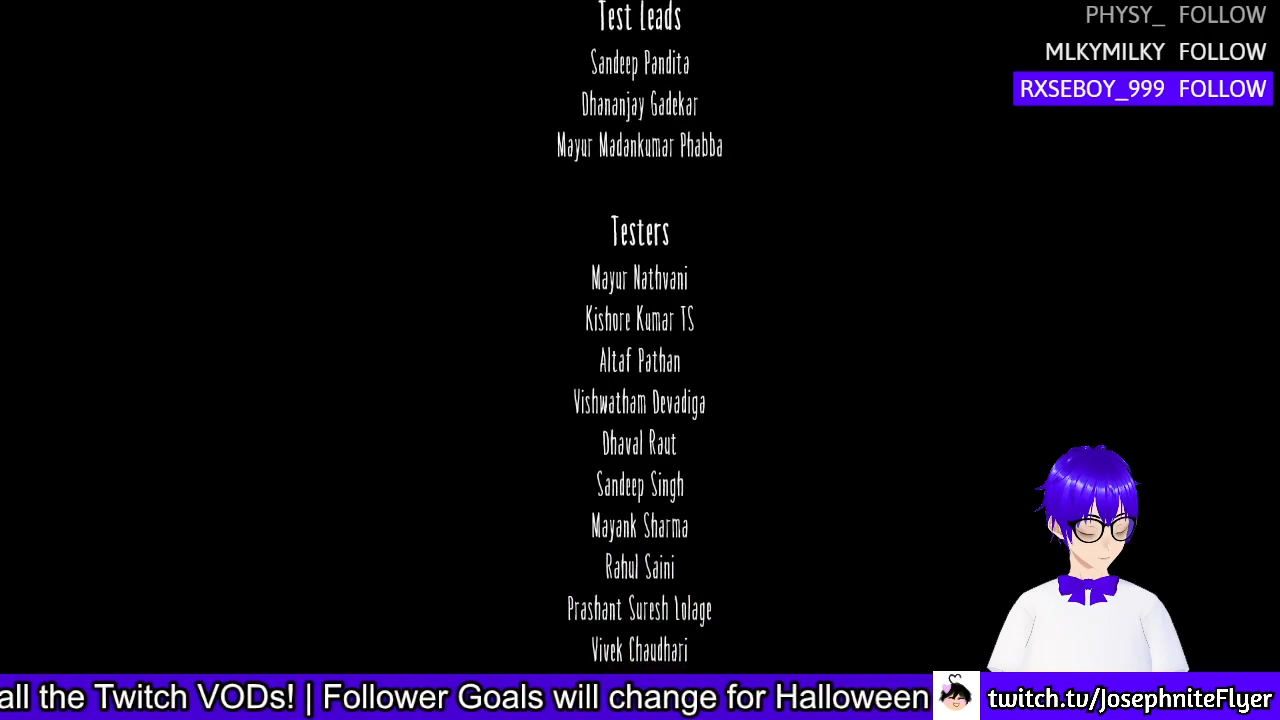 Test Leads
Sandeep Pandita
Dhananjay Gadekar
Mayur Madankumar Phabba
Testers
Mayur Nathvani
Kishore Kumar TS
Altaf Pathan
Vishwatham Devadiga
Dhaval Raut
Sandeep Singh
Mayank Sharma
Rahul Saini
Prashant Suresh Lolage
Vivek Chaudhari
PHYSY_ FOLLOW
MLKYMILKY FOLLOW
RXSEBOY_999 FOLLOW
all the Twitch VODs! | Follower Goals will change for Halloween
twitch.tv/JosephniteFlyer